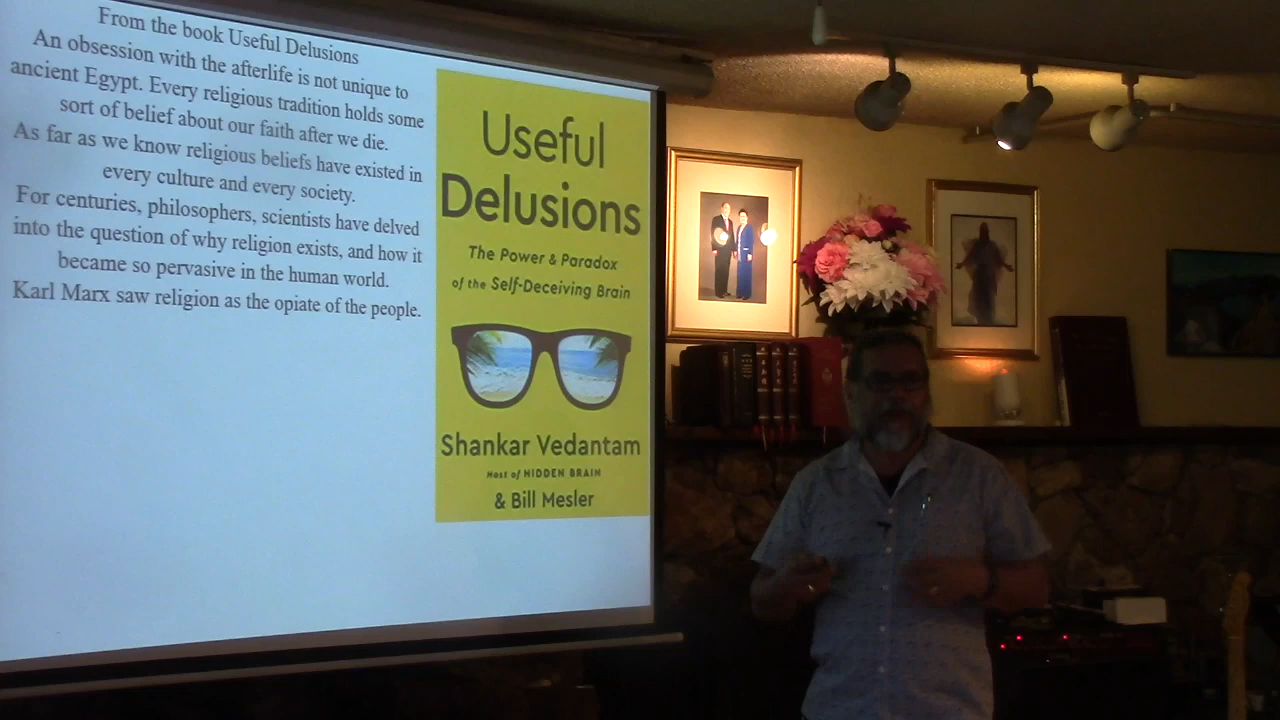 From the book Useful Delusions
An obsession with the afterlife is not unique to
ancient Egypt. Every religious tradition holds some
sort of belief about our faith after we die.
As far as we know religious beliefs have existed in
every culture and every society.
For centuries, philosophers, scientists have delved
into the question of why religion exists, and how it
became so pervasive in the human world.
Karl Marx saw religion as the opiate of the people.
Useful
Delusions
The Power & Paradox
of the Self-Deceiving Brain
Shankar Vedantam
Host of HIDDEN BRAIN
& Bill Mesler